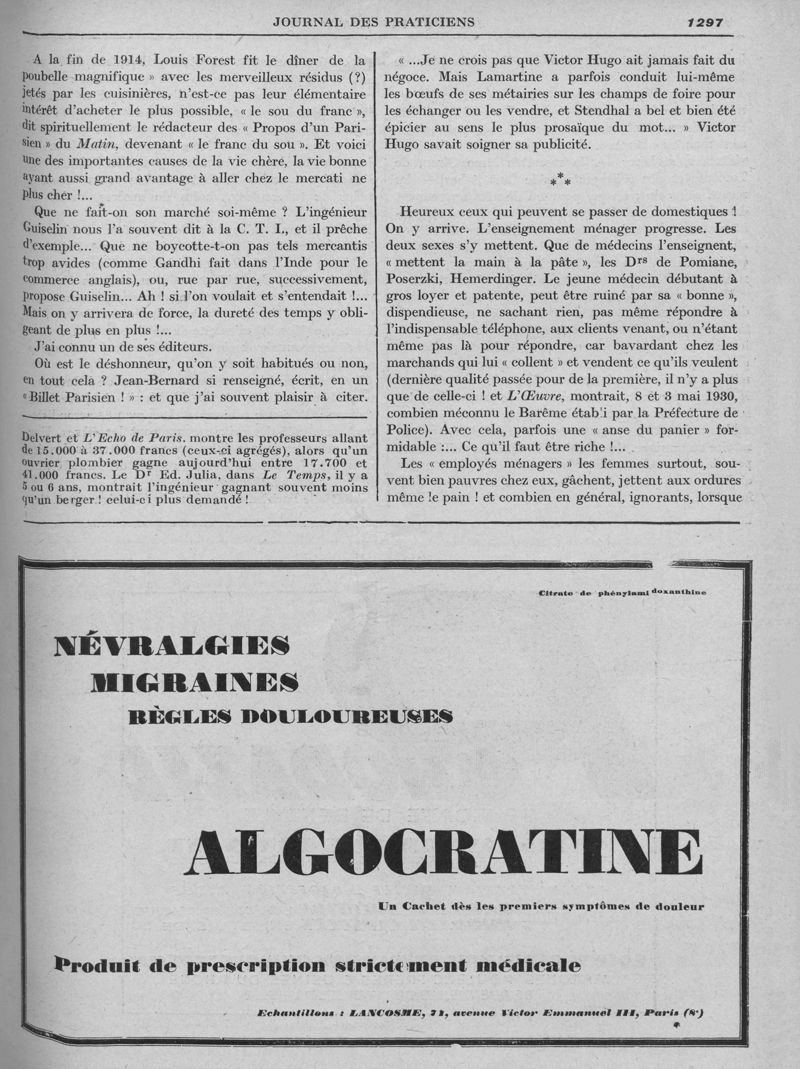 JOURNAL DES PRATICIENS 1297
A la fin de 1914, Louis Forest fit le dîner de la
poubelle magnifique » avec les merveilleux résidus (?)
jetés par les cuisinières, n'est-ce pas leur élémentaire
intérêt d'acheter le plus possible, « le sou du franc »,
dit spirituellement le rédacteur des « Propos d'un Pari-
sien » du Matin, devenant « le franc du sou ». Et voici
une des importantes causes de la vie chère, la vie bonne
ayant aussi grand avantage à aller chez le mercati ne
plus cher !...
Que ne fait-on son marché soi-même ? L'ingénieur
Guiselin nous l'a souvent dit à la C. T. I., et il prêche
d'exemple... Que ne boycotte-t-on pas tels mercantis
trop avides (comme Gandhi fait dans l'Inde pour le
commerce anglais), ou, rue par rue, successivement,
propose Guiselin... Ah ! si l'on voulait et s'entendait !...
Mais on y arrivera de force, la dureté des temps y obli-
geant de plus en plus !...
J'ai connu un de ses éditeurs.
Où est le déshonneur, qu'on y soit habitués ou non,
en tout cela ? Jean-Bernard si renseigné, écrit, en un
« Billet Parisien ! » : et que j'ai souvent plaisir à citer.
Delvert et L'Echo de Paris. montre les professeurs allant
de 15.000 à 37.000 francs (ceux-ci agrégés), alors qu'un
ouvrier plombier gagne aujourd'hui entre 17.700 et
41.000 francs. Le Dr Ed. Julia, dans Le Temps, il y a
5 ou 6 ans, montrait l'ingénieur gagnant souvent moins
qu'un berger ! celui-ci plus demandé !
« ...Je ne crois pas que Victor Hugo ait jamais fait du
négoce. Mais Lamartine a parfois conduit lui-même
les bœufs de ses métairies sur les champs de foire pour
les échanger ou les vendre, et Stendhal a bel et bien été
épicier au sens le plus prosaïque du mot... » Victor
Hugo savait soigner sa publicité.
***
Heureux ceux qui peuvent se passer de domestiques !
On y arrive. L'enseignement ménager progresse. Les
deux sexes s'y mettent. Que de médecins l'enseignent,
« mettent la main à la pâte », les Drs de Pomiane,
Poserzki, Hemerdinger. Le jeune médecin débutant à
gros loyer et patente, peut être ruiné par sa « bonne »,
dispendieuse, ne sachant rien, pas même répondre à
l'indispensable téléphone, aux clients venant, ou n'étant
même pas là pour répondre, car bavardant chez les
marchands qui lui « collent » et vendent ce qu'ils veulent
(dernière qualité passée pour de la première, il n'y a plus
que de celle-ci ! et L'Œuvre, montrait, 8 et 3 mai 1930,
combien méconnu le Barême établi par la Préfecture de
Police). Avec cela, parfois une « anse du panier » for-
midable :... Ce qu'il faut être riche !...
Les « employés ménagers » les femmes surtout, sou-
vent bien pauvres chez eux, gâchent, jettent aux ordures
même le pain ! et combien en général, ignorants, lorsque
Citrate de phénylamidoxanthine
NÉVRALGIES
MIGRAINES
RÈGLES DOULOUREUSES
ALGOCRATINE
Un Cachet dès les premiers symptômes de douleur
Produit de prescription strictement médicale
Echantillons : LANCOSME, 71, avenue Victor Emmanuel III, Paris (8e)